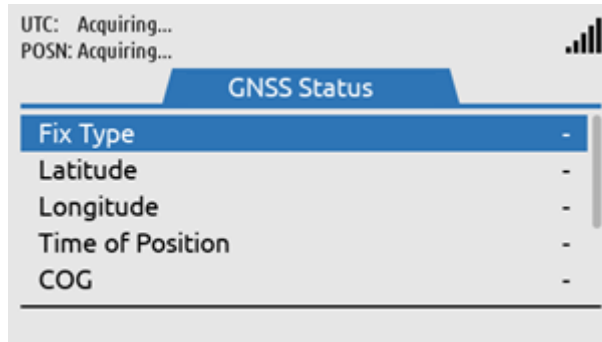 UTC: Acquiring...
POSN: Acquiring...
GNSS Status
Fix Type -
Latitude -
Longitude -
Time of Position -
COG -